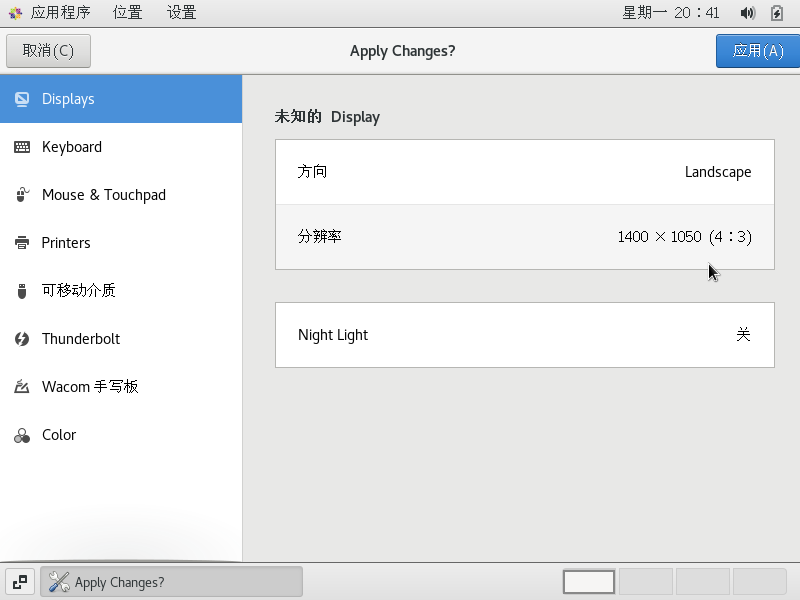 应用程序 位置 设置 星期一 20：41
取消(C) Apply Changes? 应用(A)
Displays
Keyboard
Mouse & Touchpad
Printers
可移动介质
Thunderbolt
Wacom 手写板
Color
未知的 Display
方向 Landscape
分辨率 1400 × 1050 (4：3)
Night Light 关
Apply Changes?